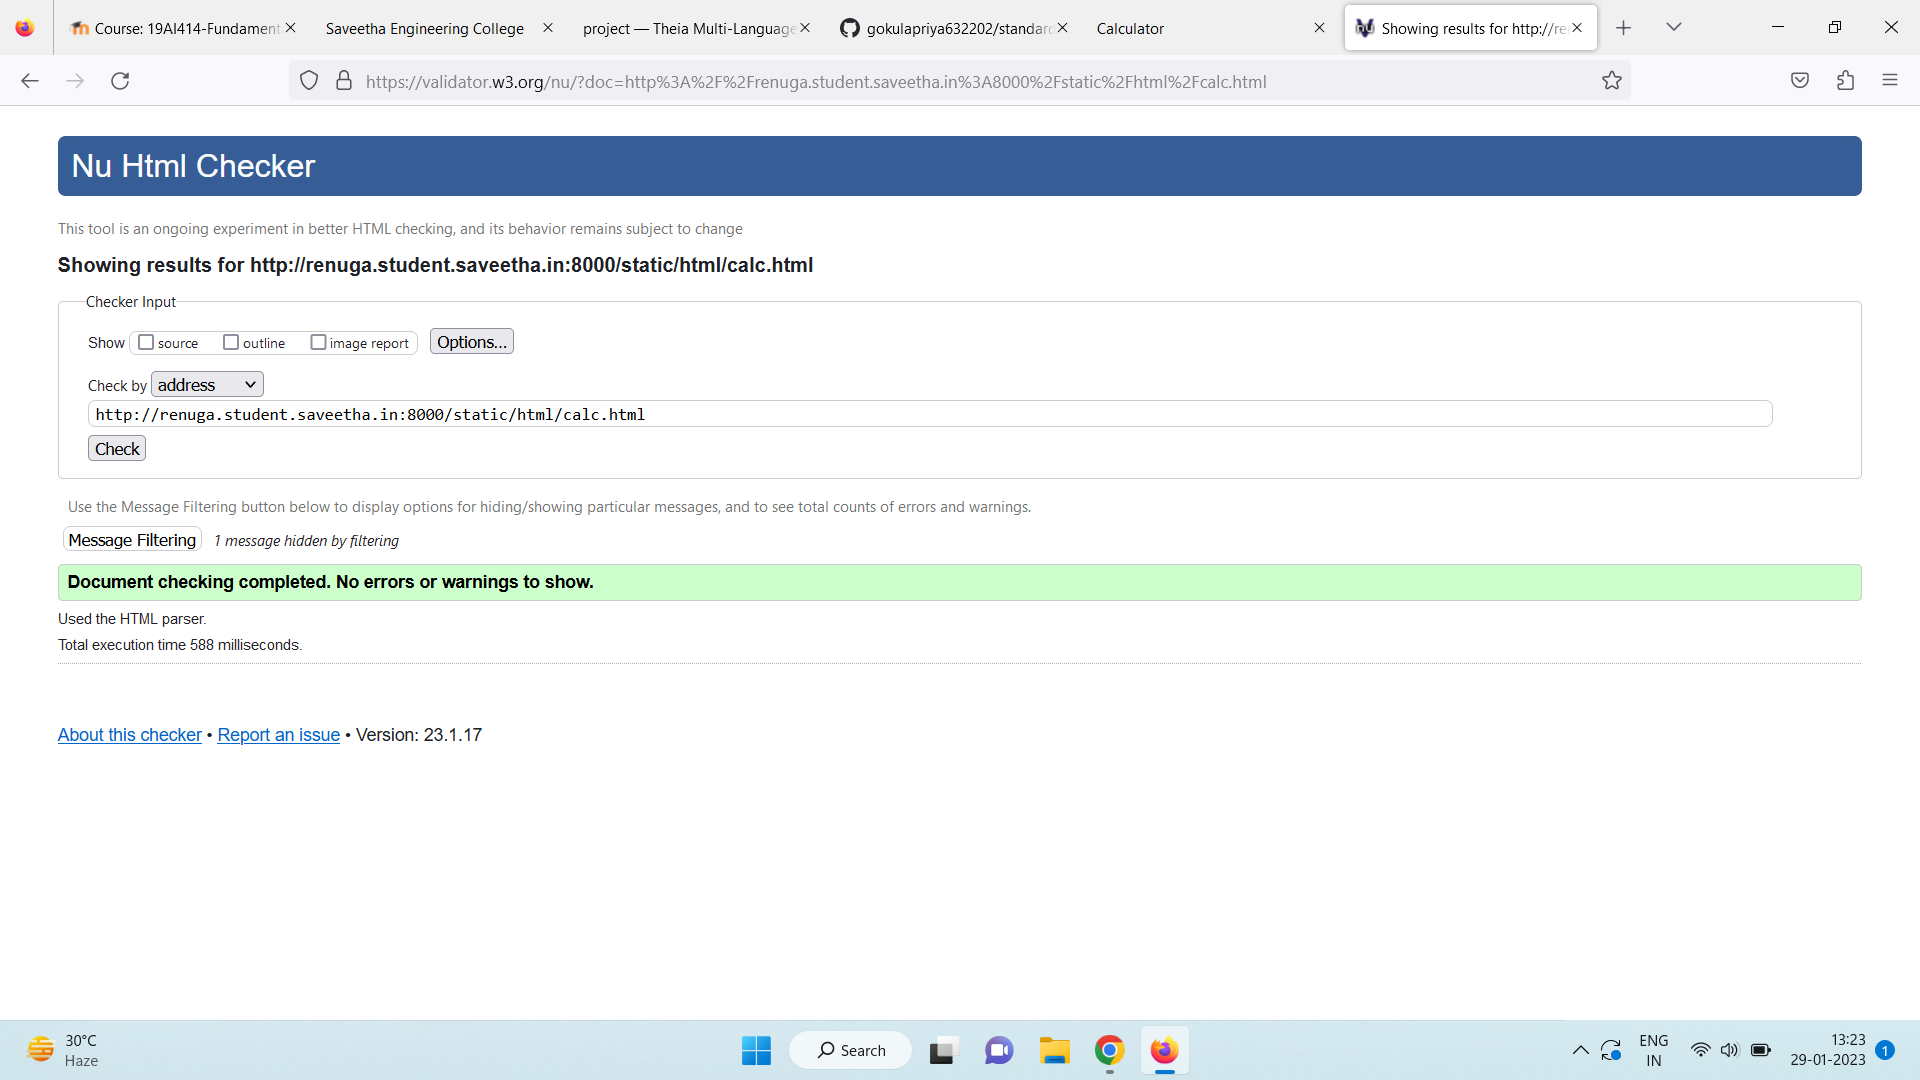 Course: 19AI414-Fundament
Saveetha Engineering College
project — Theia Multi-Language
gokulapriya632202/standard
Calculator
Showing results for http://re
https://validator.w3.org/nu/?doc=http%3A%2F%2Frenuga.student.saveetha.in%3A8000%2Fstatic%2Fhtml%2Fcalc.html
Nu Html Checker
This tool is an ongoing experiment in better HTML checking, and its behavior remains subject to change
Showing results for http://renuga.student.saveetha.in:8000/static/html/calc.html
Checker Input
Show source outline image report Options...
Check by address
http://renuga.student.saveetha.in:8000/static/html/calc.html
Check
Use the Message Filtering button below to display options for hiding/showing particular messages, and to see total counts of errors and warnings.
Message Filtering 1 message hidden by filtering
Document checking completed. No errors or warnings to show.
Used the HTML parser.
Total execution time 588 milliseconds.
About this checker • Report an issue • Version: 23.1.17
30°C
Haze
Search
ENG
IN
13:23
29-01-2023
1